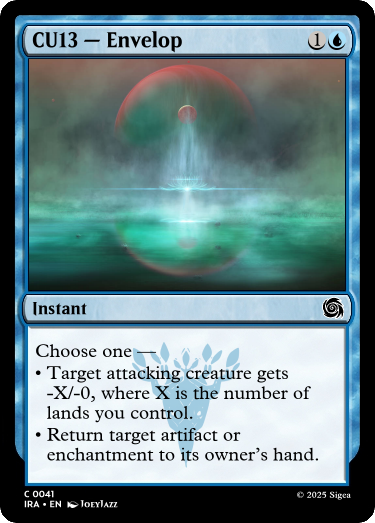 CU13 — Envelop 1
Instant
Choose one —
• Target attacking creature gets
-X/-0, where X is the number of
lands you control.
• Return target artifact or
enchantment to its owner's hand.
C 0041
IRA • EN JoeyJazz
© 2025 Sigea